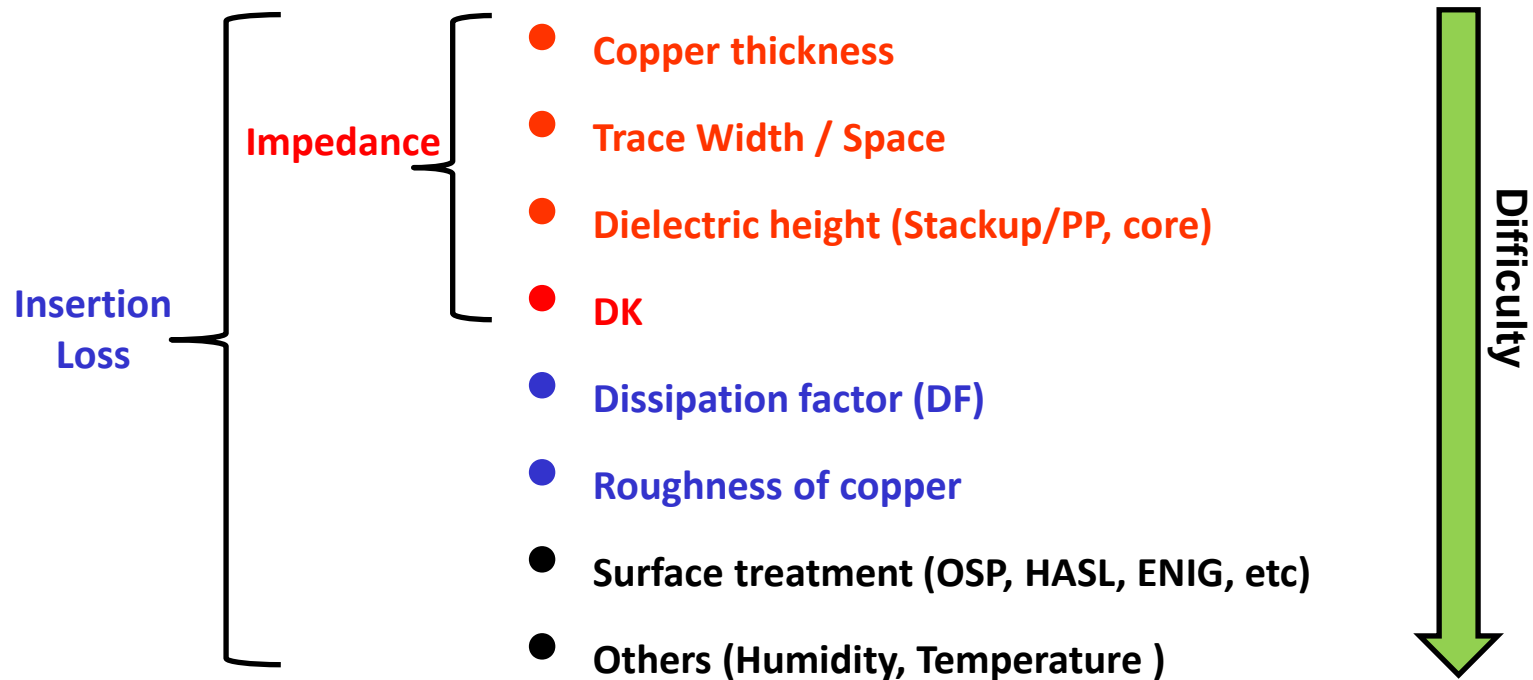 Copper thickness
Impedance
Trace Width / Space
Dielectric height (Stackup/PP, core)
Insertion
Loss
DK
Dissipation factor (DF)
Roughness of copper
Surface treatment (OSP, HASL, ENIG, etc)
Others (Humidity, Temperature )
Difficulty